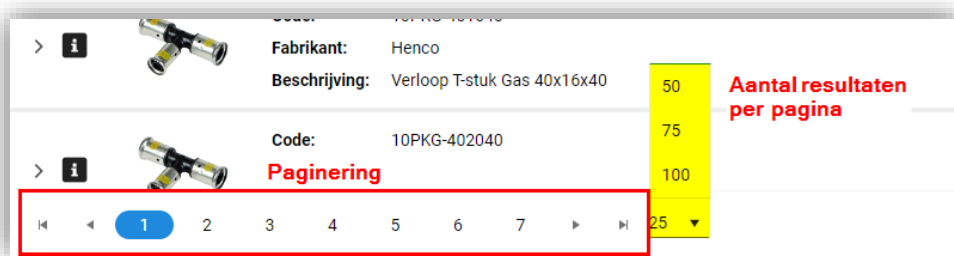 Fabrikant: Henco
Beschrijving: Verloop T-stuk Gas 40x16x40
50
Aantal resultaten
per pagina
75
Code: 10PKG-402040
100
Paginering
1 2 3 4 5 6 7
25